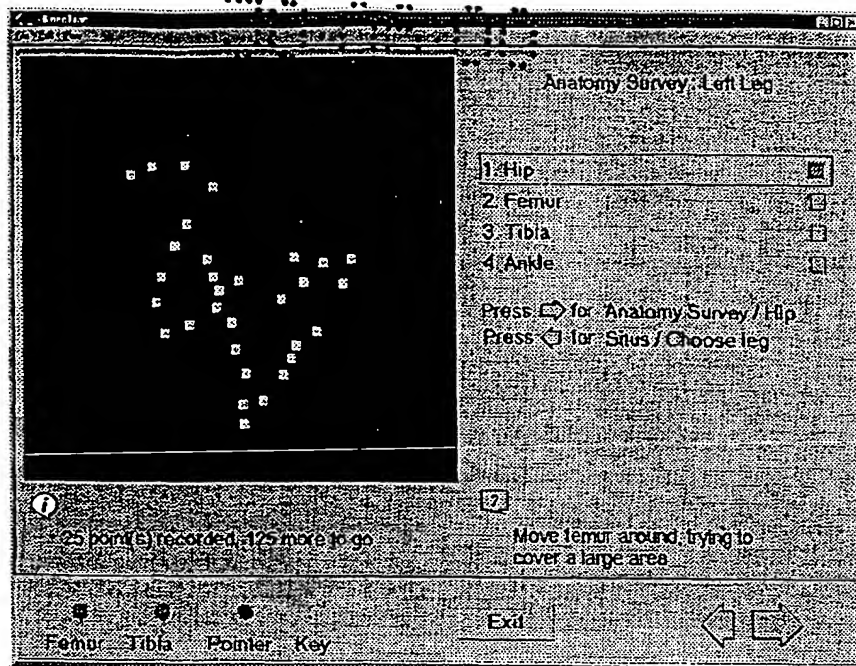 Anatomy Survey: Left Leg
1. Hip
2. Femur
3. Tibia
4. Ankle
Press ⇨ for Anatomy Survey / Hip
Press ⇦ for Situs / Choose leg
25 point(s) recorded, 125 more to go
?
Move femur around, trying to
cover a large area
Femur Tibia Pointer Key
Exit